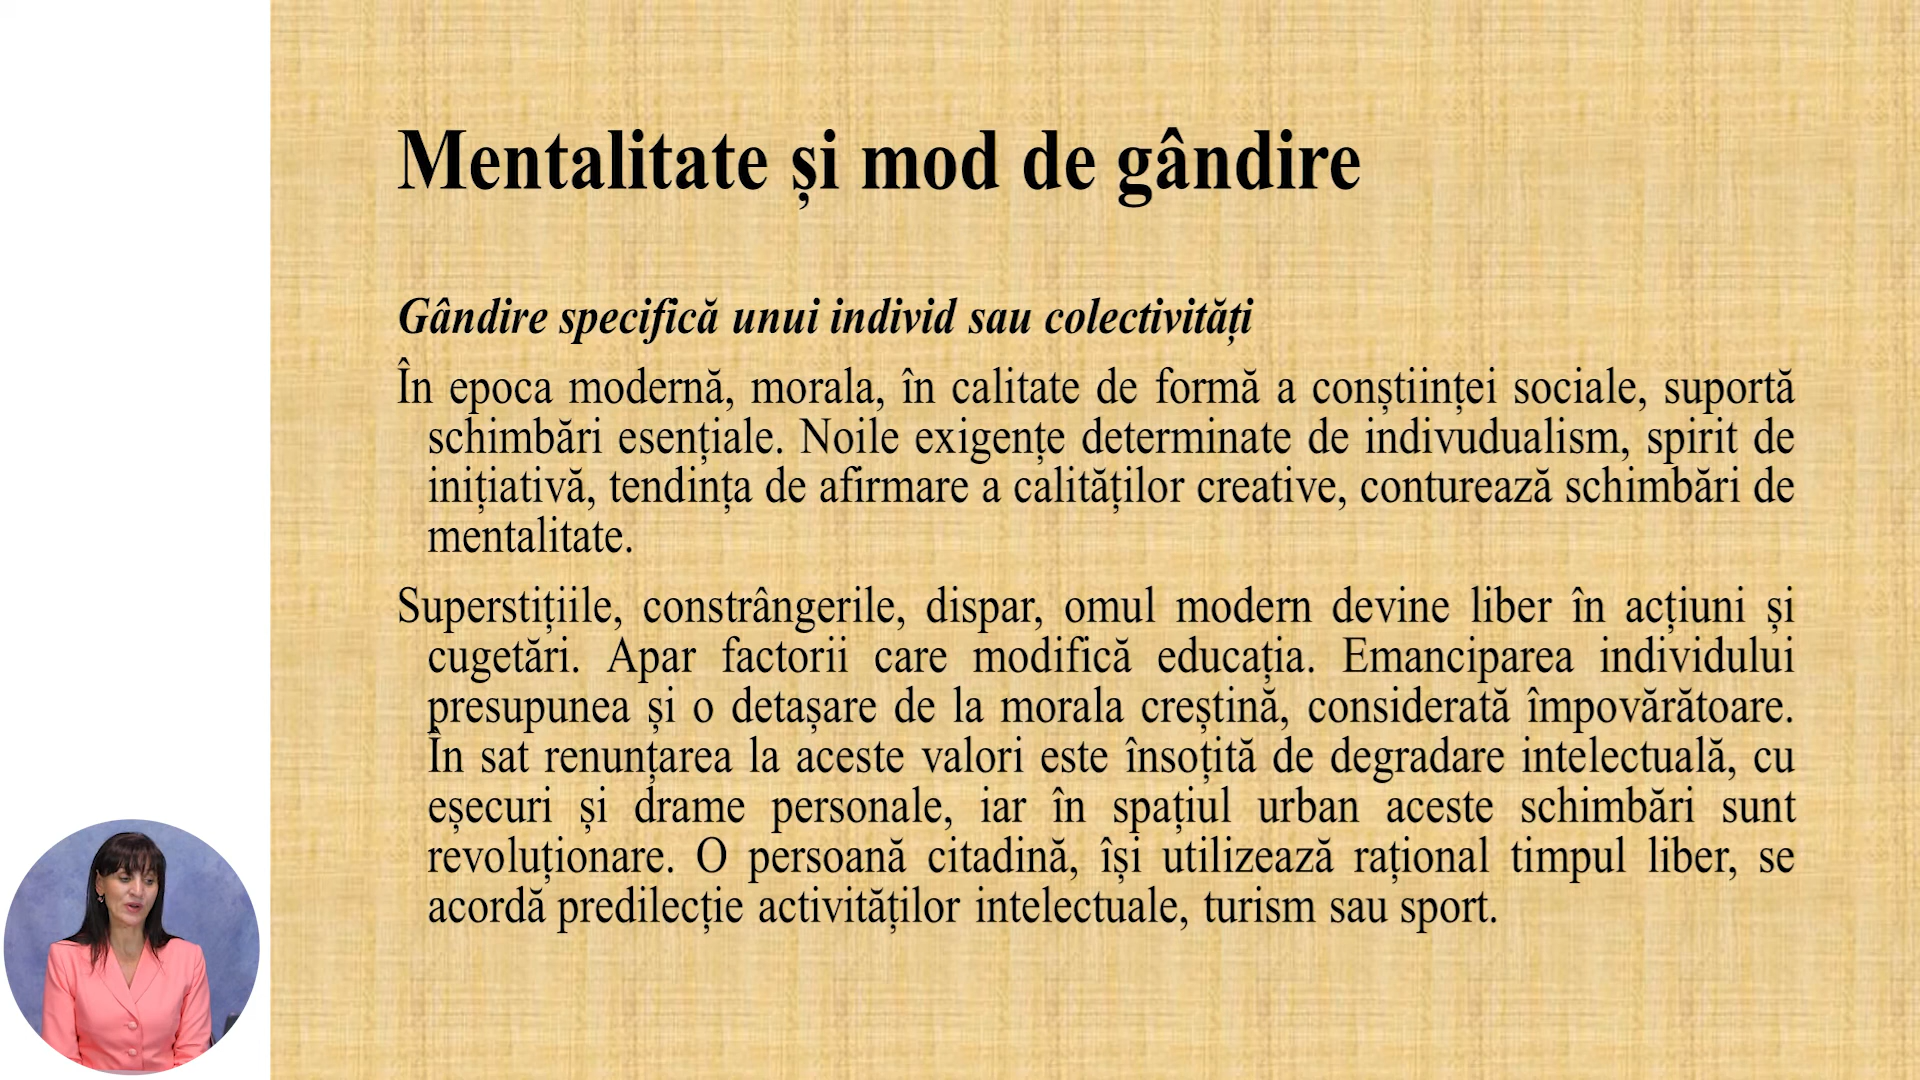 Mentalitate și mod de gândire
Gândire specifică unui individ sau colectivități
În epoca modernă, morala, în calitate de formă a conștiinței sociale, suportă
schimbări esențiale. Noile exigențe determinate de indivudualism, spirit de
inițiativă, tendința de afirmare a calităților creative, conturează schimbări de
mentalitate.
Superstițiile, constrângerile, dispar, omul modern devine liber în acțiuni și
cugetări. Apar factorii care modifică educația. Emanciparea individului
presupunea și o detașare de la morala creștină, considerată împovărătoare.
În sat renunțarea la aceste valori este însoțită de degradare intelectuală, cu
eșecuri și drame personale, iar în spațiul urban aceste schimbări sunt
revoluționare. O persoană citadină, își utilizează rațional timpul liber, se
acordă predilecție activităților intelectuale, turism sau sport.